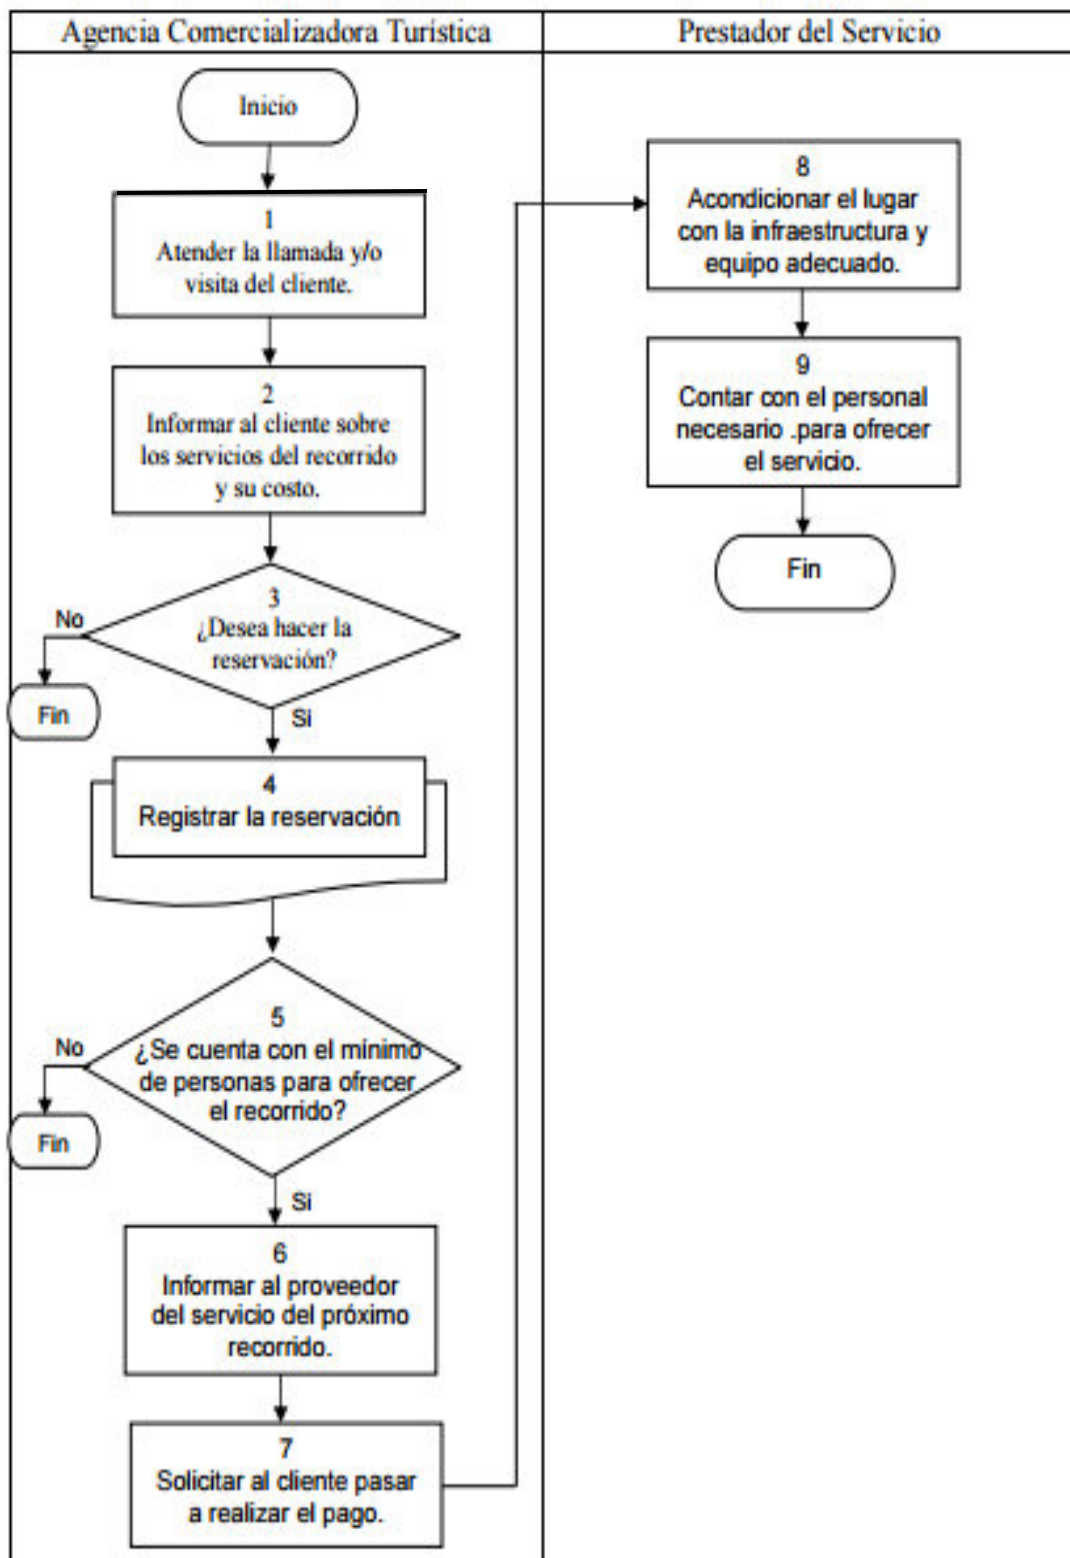 Agencia Comercializadora Turística
Prestador del Servicio
Inicio
1
Atender la llamada y/o
visita del cliente.
2
Informar al cliente sobre
los servicios del recorrido
y su costo.
3
¿Desea hacer la
reservación?
No
Fin
Si
4
Registrar la reservación
5
¿Se cuenta con el mínimo
de personas para ofrecer
el recorrido?
No
Fin
Si
6
Informar al proveedor
del servicio del próximo
recorrido.
7
Solicitar al cliente pasar
a realizar el pago.
8
Acondicionar el lugar
con la infraestructura y
equipo adecuado.
9
Contar con el personal
necesario .para ofrecer
el servicio.
Fin